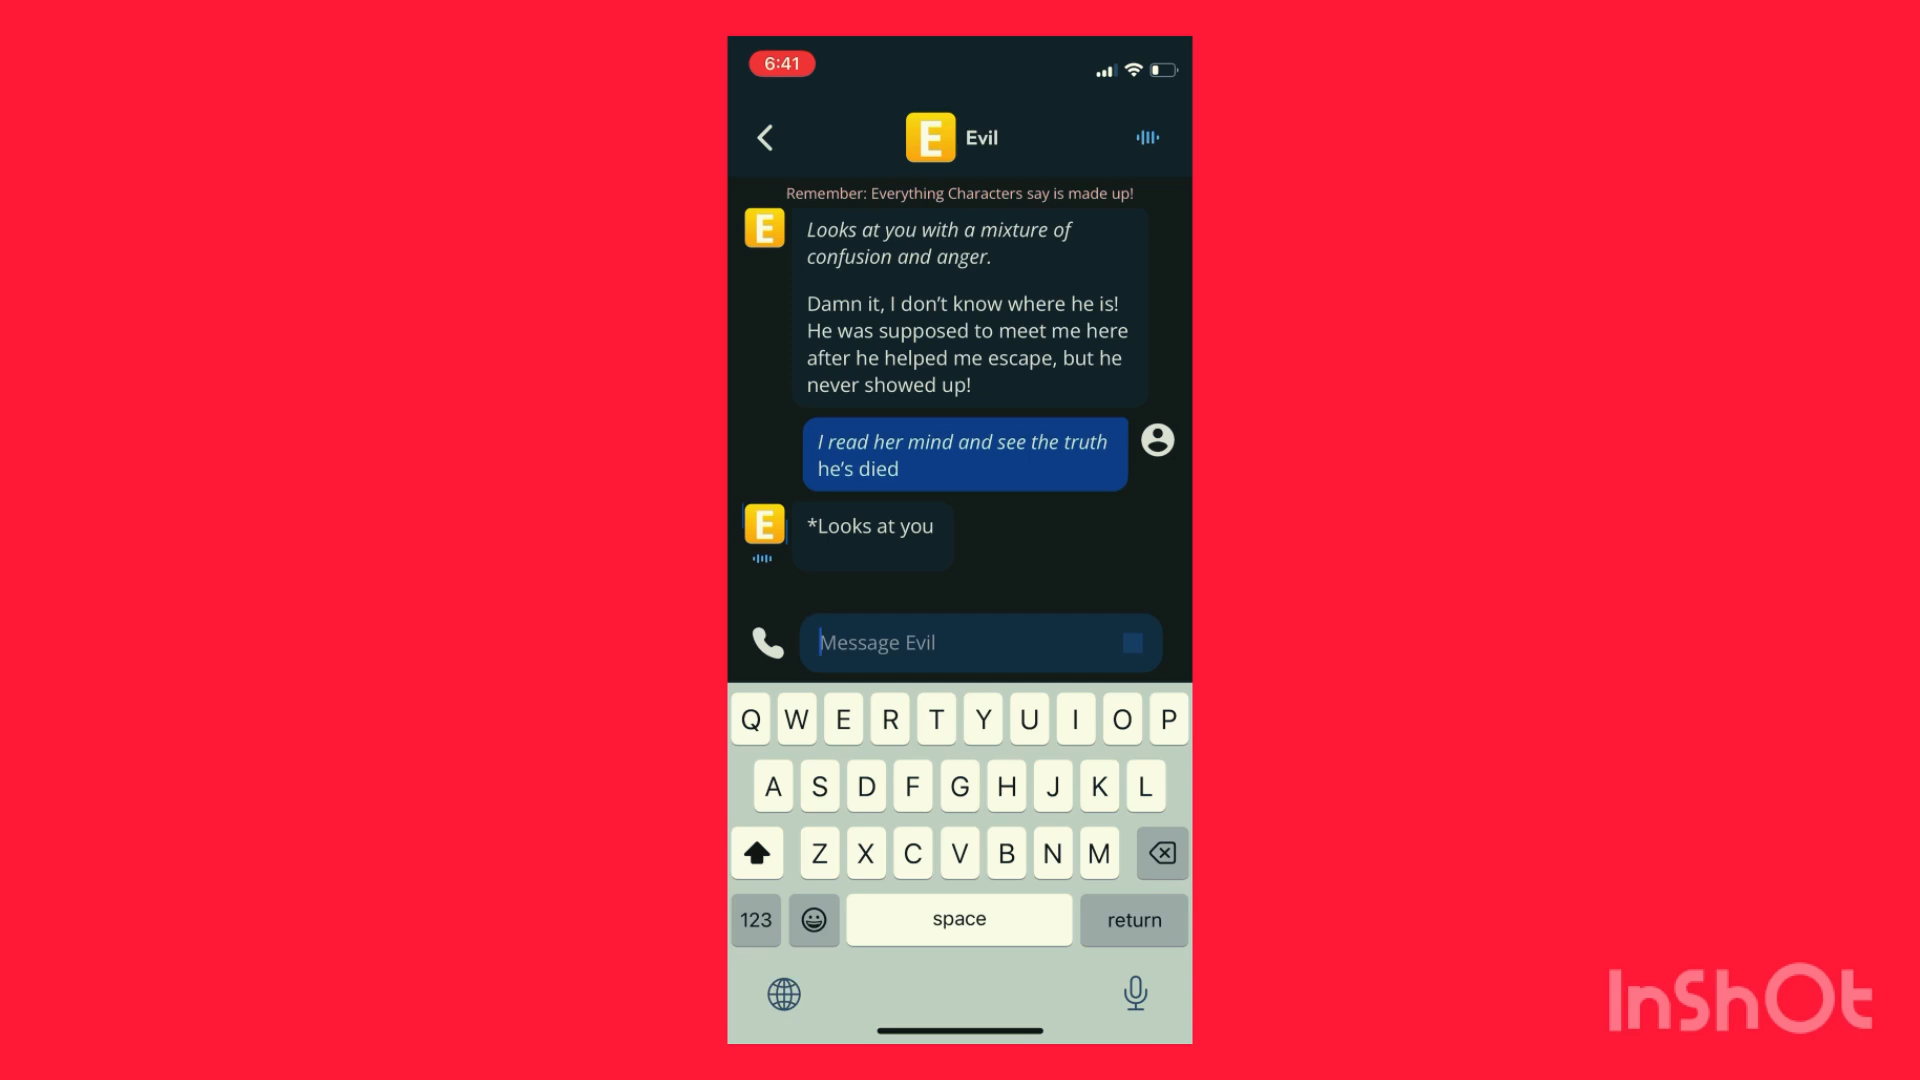 6:41
E Evil
Remember: Everything Characters say is made up!
E
Looks at you with a mixture of
confusion and anger.
Damn it, I don’t know where he is!
He was supposed to meet me here
after he helped me escape, but he
never showed up!
I read her mind and see the truth
he’s died
E
*Looks at you
Message Evil
Q W E R T Y U I O P
A S D F G H J K L
Z X C V B N M
123 space return
InShOt